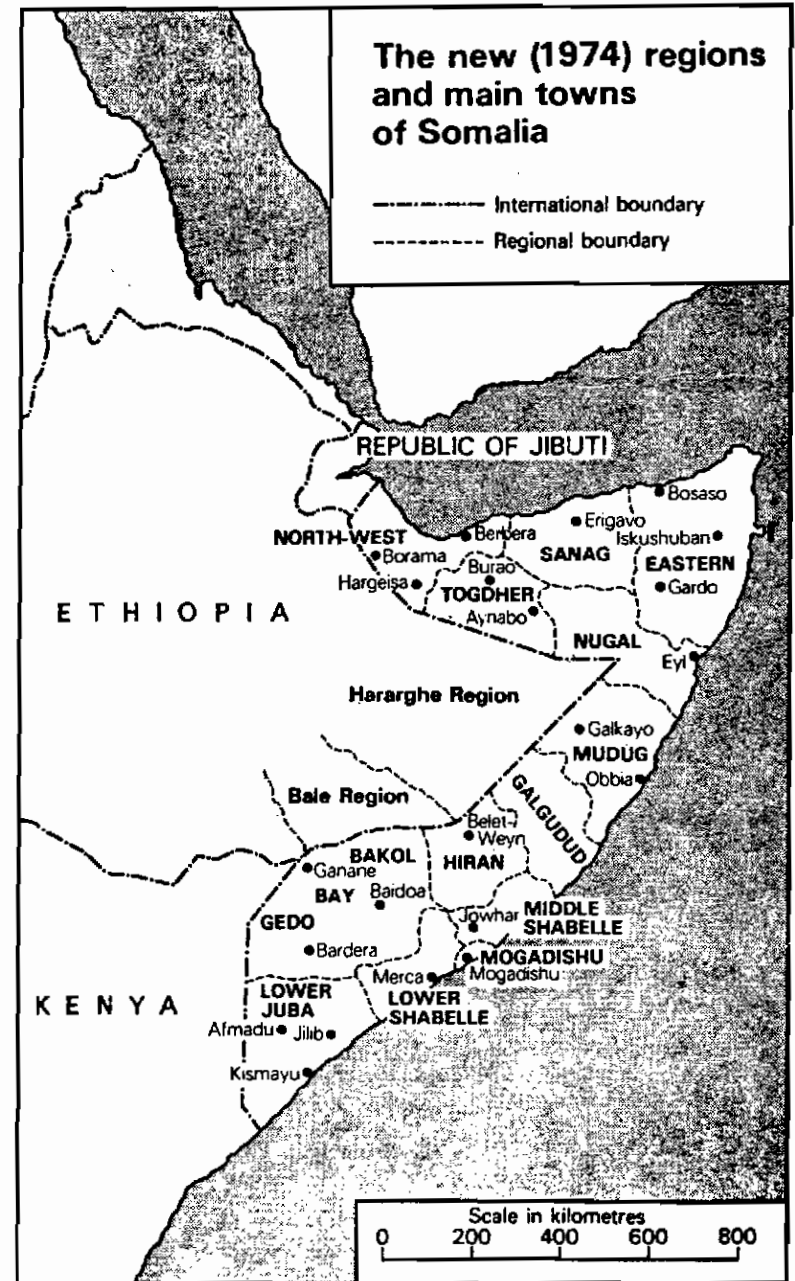 The new (1974) regions
and main towns
of Somalia
International boundary
Regional boundary
REPUBLIC OF JIBUTI
Bosaso
NORTH-WEST
Berbera
Erigavo
Iskushuban
SANAG
EASTERN
Borama
Burao
Hargeisa
TOGDHER
Gardo
Aynabo
ETHIOPIA
NUGAL
Eyl
Hararghe Region
Galkayo
MUDUG
Obbia
GALGUDUD
Bale Region
Belet-
Weyn
BAKOL
HIRAN
Ganane
BAY
Baidoa
GEDO
Jowhar
MIDDLE
SHABELLE
Bardera
MOGADISHU
Mogadishu
Merca
LOWER
JUBA
LOWER
SHABELLE
KENYA
Afmadu
Jilib
Kismayu
Scale in kilometres
0 200 400 600 800